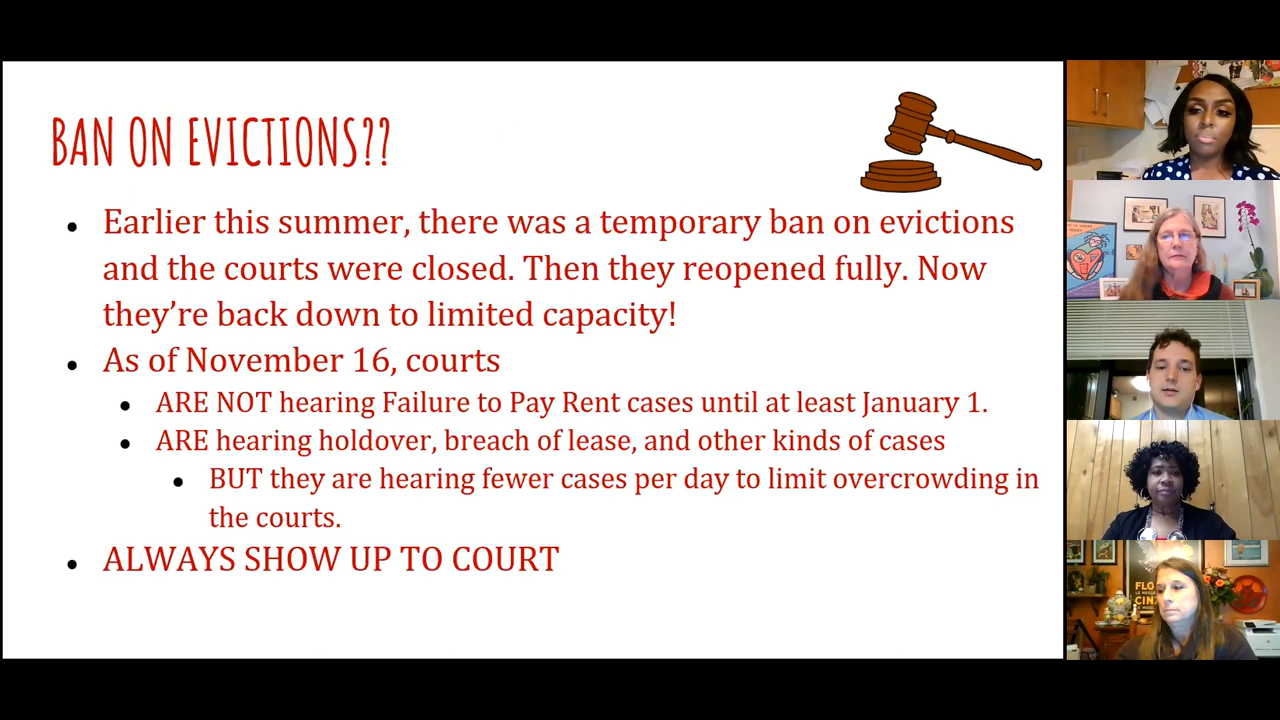 BAN ON EVICTIONS??
Earlier this summer, there was a temporary ban on evictions
and the courts were closed. Then they reopened fully. Now
they’re back down to limited capacity!
As of November 16, courts
ARE NOT hearing Failure to Pay Rent cases until at least January 1.
ARE hearing holdover, breach of lease, and other kinds of cases
BUT they are hearing fewer cases per day to limit overcrowding in
the courts.
ALWAYS SHOW UP TO COURT